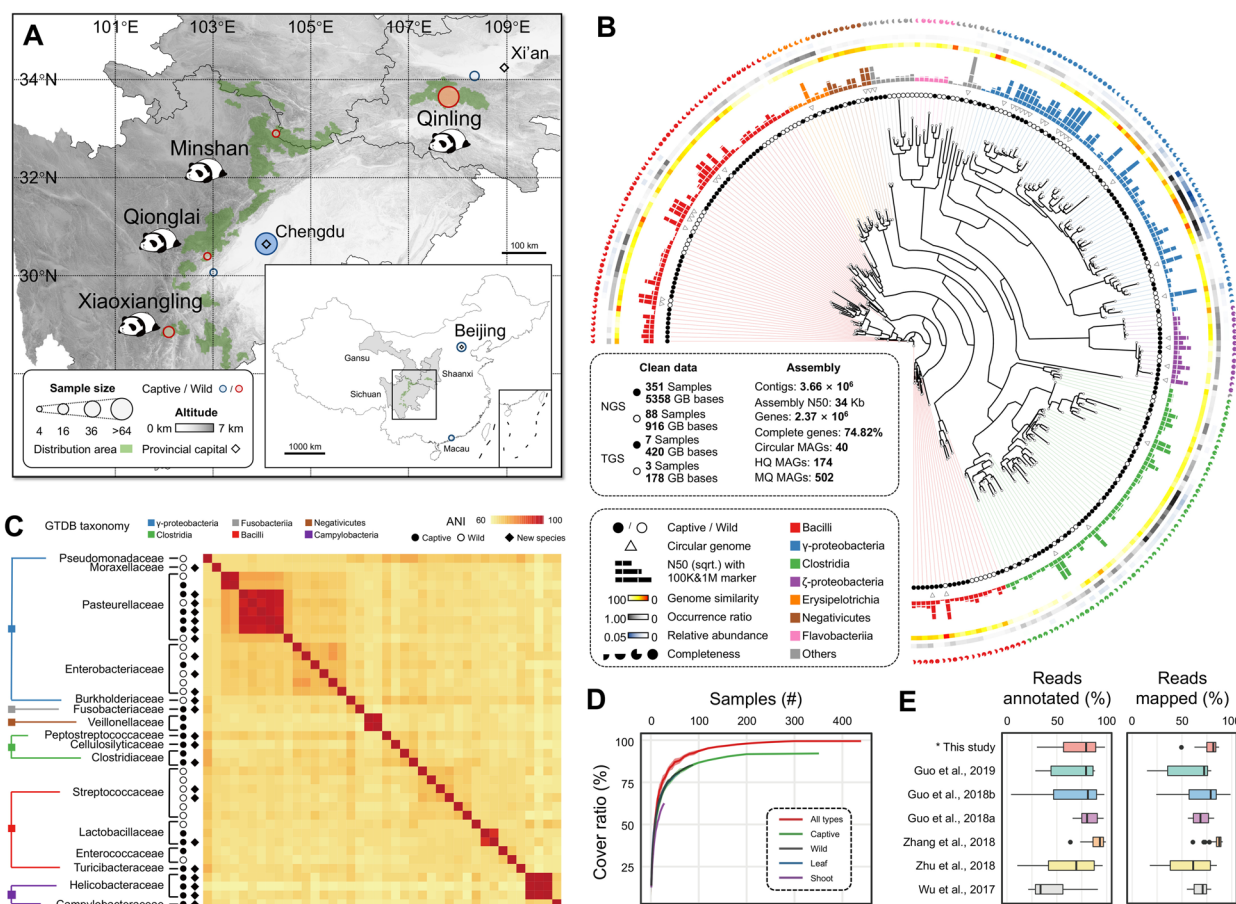 A
101°E
103°E
105°E
107°E
109°E
34°N
32°N
30°N
Xi'an
Qinling
Minshan
Qionglai
Chengdu
Xiaoxiangling
100 km
Sample size
4 16 36 >64
Captive / Wild
/
Altitude
0 km 7 km
Distribution area
Provincial capital
Beijing
Gansu
Shaanxi
Sichuan
Macau
1000 km
B
Clean data
Assembly
NGS
351 Samples
5358 GB bases
88 Samples
916 GB bases
TGS
7 Samples
420 GB bases
3 Samples
178 GB bases
Contigs: 3.66 × 10⁶
Assembly N50: 34 Kb
Genes: 2.37 × 10⁶
Complete genes: 74.82%
Circular MAGs: 40
HQ MAGs: 174
MQ MAGs: 502
/ Captive / Wild
Circular genome
N50 (sqrt.) with
100K&1M marker
100 0 Genome similarity
1.00 0 Occurrence ratio
0.05 0 Relative abundance
Completeness
Bacilli
γ-proteobacteria
Clostridia
ζ-proteobacteria
Erysipelotrichia
Negativicutes
Flavobacteriia
Others
C
GTDB taxonomy
γ-proteobacteria
Fusobacteriia
Negativicutes
Clostridia
Bacilli
Campylobacteria
ANI 60 100
Captive Wild New species
Pseudomonadaceae
Moraxellaceae
Pasteurellaceae
Enterobacteriaceae
Burkholderiaceae
Fusobacteriaceae
Veillonellaceae
Peptostreptococcaceae
Cellulosilyticaceae
Clostridiaceae
Streptococcaceae
Lactobacillaceae
Enterococcaceae
Turicibacteraceae
Helicobacteraceae
Campylobacteraceae
D
Samples (#)
0 100 200 300 400
Cover ratio (%)
100
75
50
25
All types
Captive
Wild
Leaf
Shoot
E
Reads
annotated (%)
Reads
mapped (%)
0 50 100
0 50 100
* This study
Guo et al., 2019
Guo et al., 2018b
Guo et al., 2018a
Zhang et al., 2018
Zhu et al., 2018
Wu et al., 2017